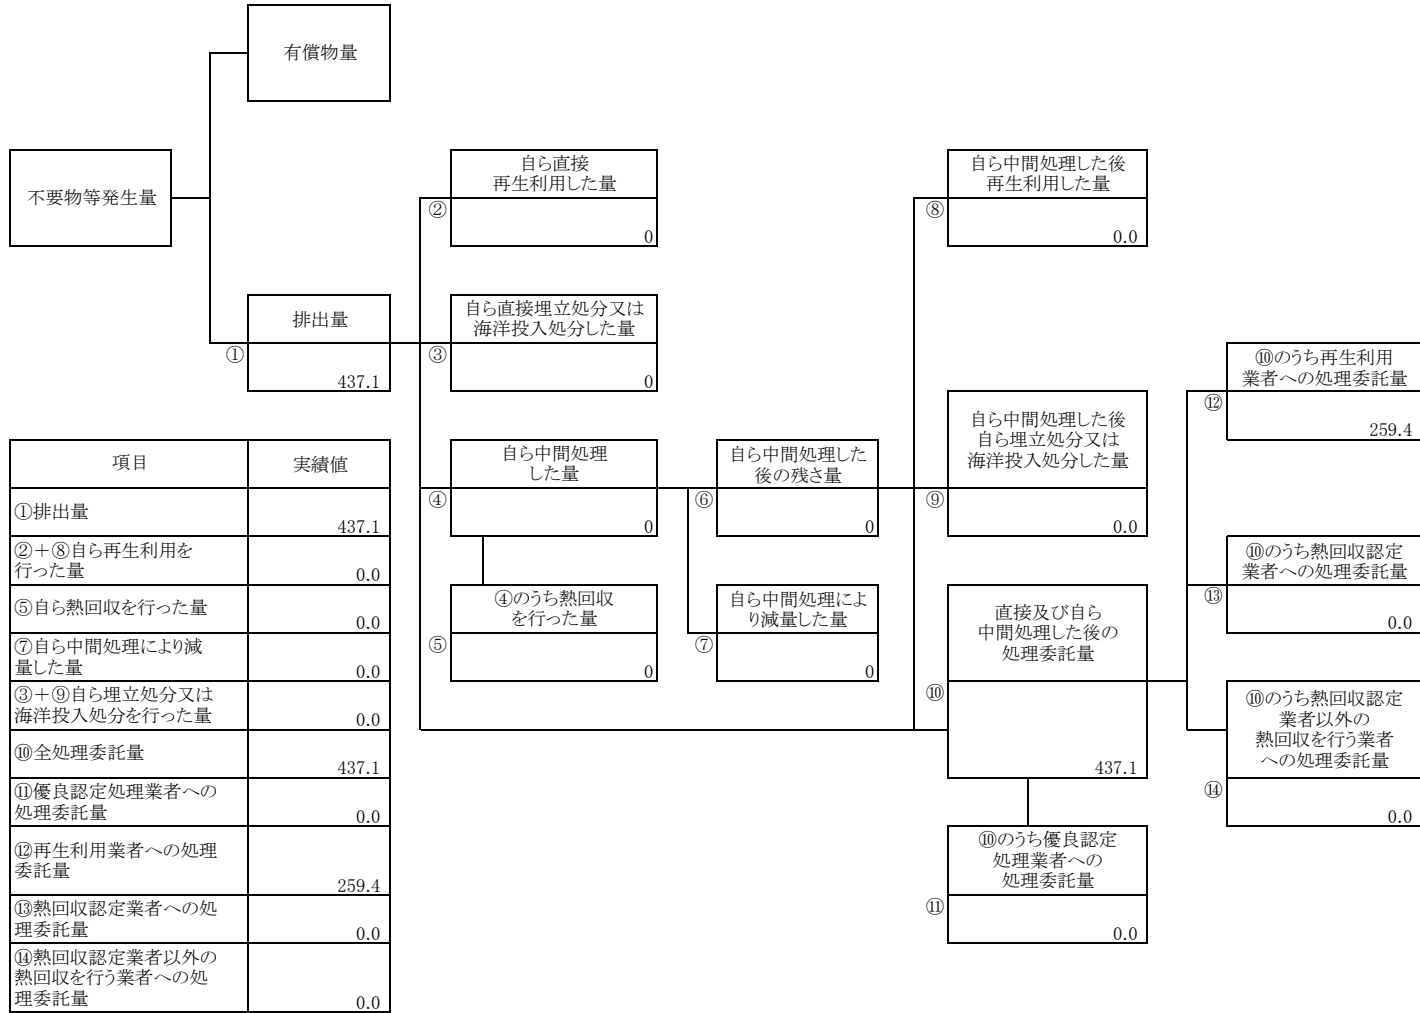 有償物量
不要物等発生量
自ら直接
再生利用した量
②
0
自ら中間処理した後
再生利用した量
⑧
0.0
排出量
①
437.1
自ら直接埋立処分又は
海洋投入処分した量
③
0
⑩のうち再生利用
業者への処理委託量
⑫
259.4
自ら中間処理
した量
④
0
自ら中間処理した
後の残さ量
⑥
0
自ら中間処理した後
自ら埋立処分又は
海洋投入処分した量
⑨
0.0
⑩のうち熱回収認定
業者への処理委託量
⑬
0.0
④のうち熱回収
を行った量
⑤
0
自ら中間処理によ
り減量した量
⑦
0
直接及び自ら
中間処理した後の
処理委託量
⑩
437.1
⑩のうち熱回収認定
業者以外の
熱回収を行う業者
への処理委託量
⑭
0.0
⑩のうち優良認定
処理業者への
処理委託量
⑪
0.0
項目 実績値
①排出量
437.1
②＋⑧自ら再生利用を
行った量
0.0
⑤自ら熱回収を行った量
0.0
⑦自ら中間処理により減
量した量
0.0
③＋⑨自ら埋立処分又は
海洋投入処分を行った量
0.0
⑩全処理委託量
437.1
⑪優良認定処理業者への
処理委託量
0.0
⑫再生利用業者への処理
委託量
259.4
⑬熱回収認定業者への処
理委託量
0.0
⑭熱回収認定業者以外の
熱回収を行う業者への処
理委託量
0.0